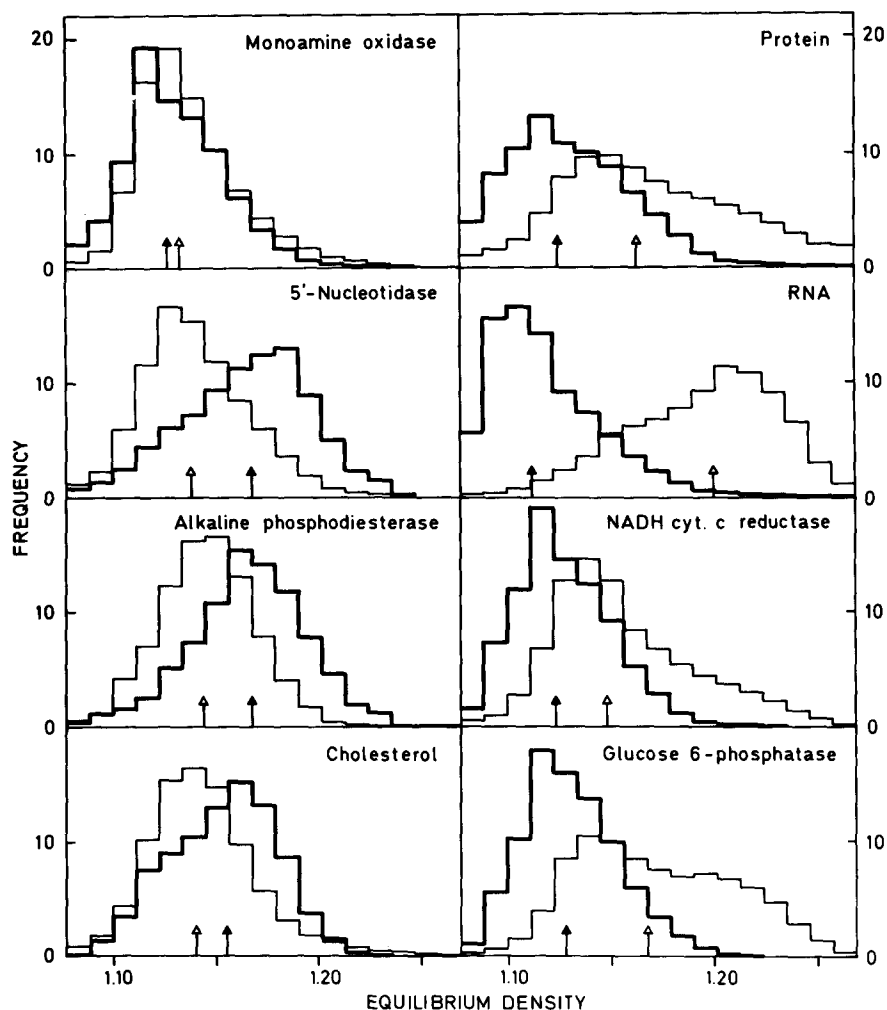 20
Monoamine oxidase
Protein
20
10
10
0
0
5'-Nucleotidase
RNA
10
10
0
0
FREQUENCY
Alkaline phosphodiesterase
NADH cyt. c reductase
10
10
0
0
Cholesterol
Glucose 6-phosphatase
10
10
0
0
1.10
1.20
1.10
1.20
EQUILIBRIUM DENSITY